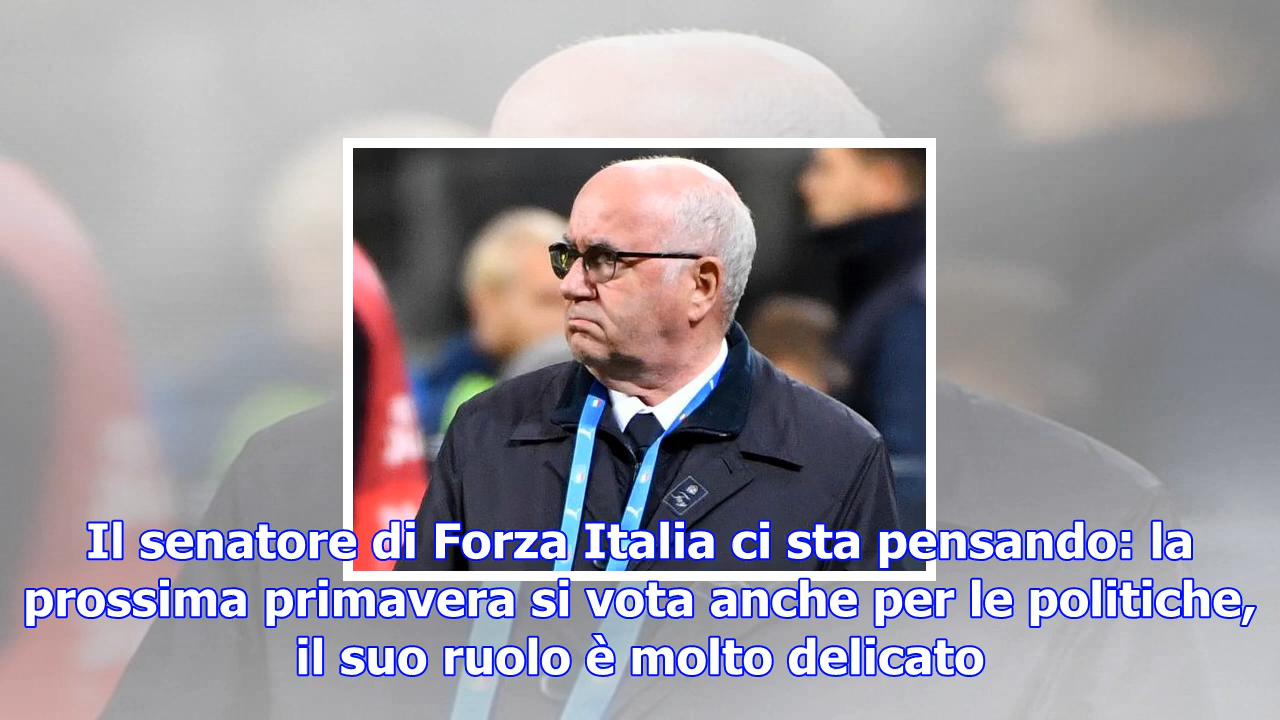 Il senatore di Forza Italia ci sta pensando: la
prossima primavera si vota anche per le politiche,
il suo ruolo è molto delicato